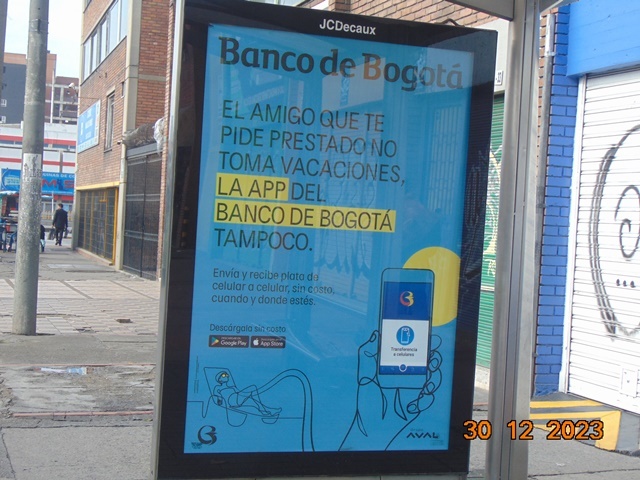 JCDecaux
Banco de Bogotá
EL AMIGO QUE TE
PIDE PRESTADO NO
TOMA VACACIONES,
LA APP DEL
BANCO DE BOGOTÁ
TAMPOCO.
Envía y recibe plata de
celular a celular, sin costo,
cuando y donde estés.
Descárgala sin costo
Google Play
App Store
Transferencia
a celulares
AVAL
30 12 2023